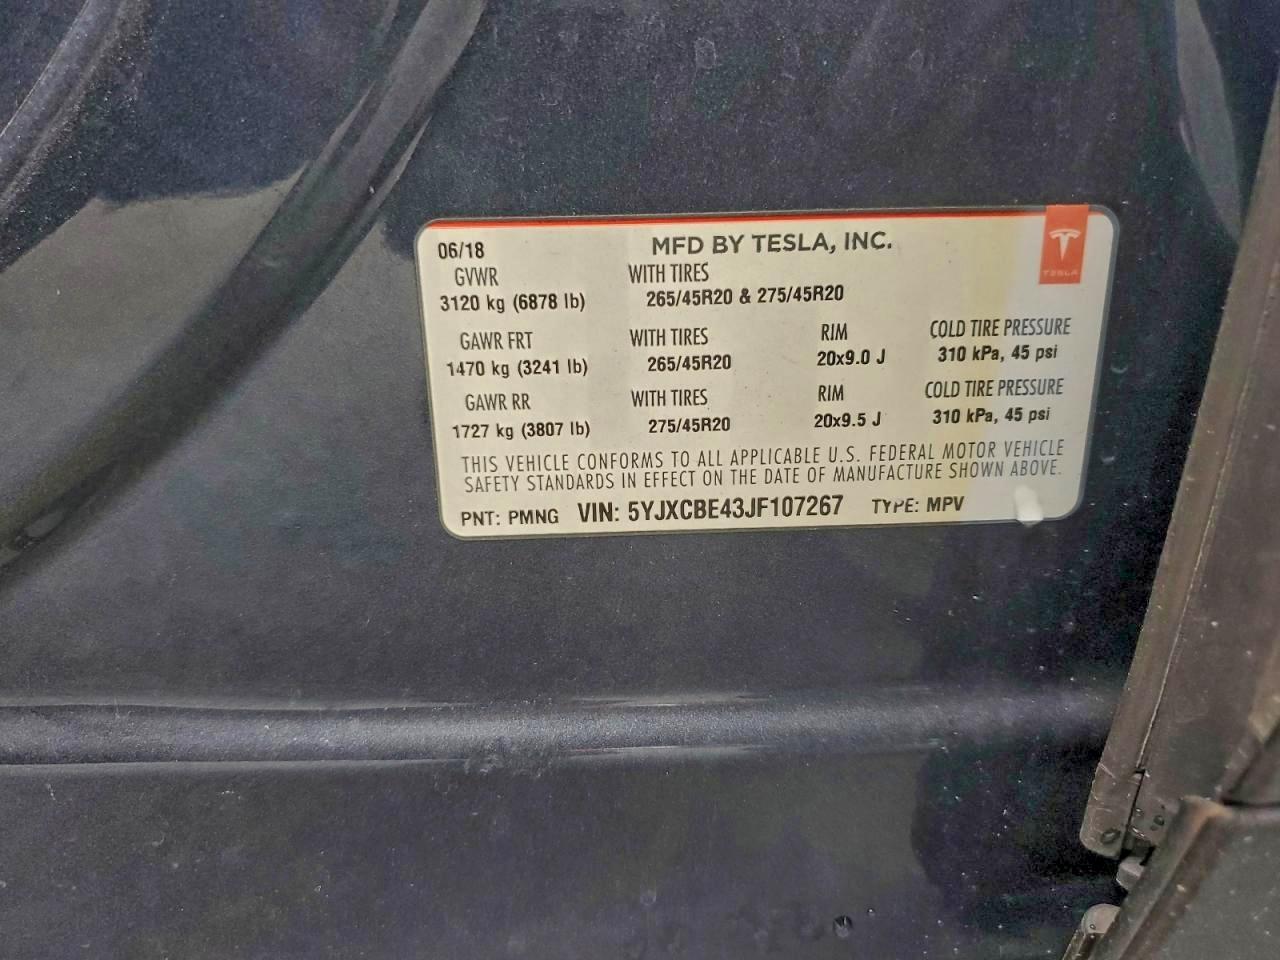 06/18 MFD BY TESLA, INC.
TESLA
GVWR WITH TIRES
3120 kg (6878 lb) 265/45R20 & 275/45R20
GAWR FRT WITH TIRES RIM COLD TIRE PRESSURE
1470 kg (3241 lb) 265/45R20 20x9.0 J 310 kPa, 45 psi
GAWR RR WITH TIRES RIM COLD TIRE PRESSURE
1727 kg (3807 lb) 275/45R20 20x9.5 J 310 kPa, 45 psi
THIS VEHICLE CONFORMS TO ALL APPLICABLE U.S. FEDERAL MOTOR VEHICLE
SAFETY STANDARDS IN EFFECT ON THE DATE OF MANUFACTURE SHOWN ABOVE.
PNT: PMNG VIN: 5YJXCBE43JF107267 TYPE: MPV